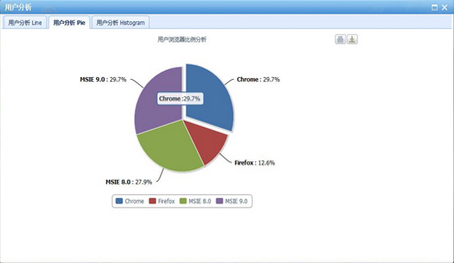 用户分析
用户分析 Line 用户分析 Pie 用户分析 Histogram
用户浏览器比例分析
MSIE 9.0 : 29.7%
Chrome : 29.7%
Chrome :29.7%
Firefox : 12.6%
MSIE 8.0 : 27.9%
Chrome Firefox MSIE 8.0 MSIE 9.0